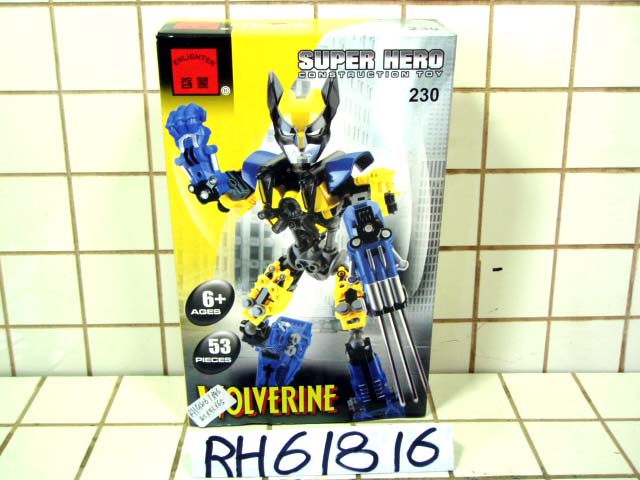 ENLIGHTEN
启蒙
®
SUPER HERO
CONSTRUCTION TOY
230
6+
AGES
53
PIECES
WOLVERINE
RH61816